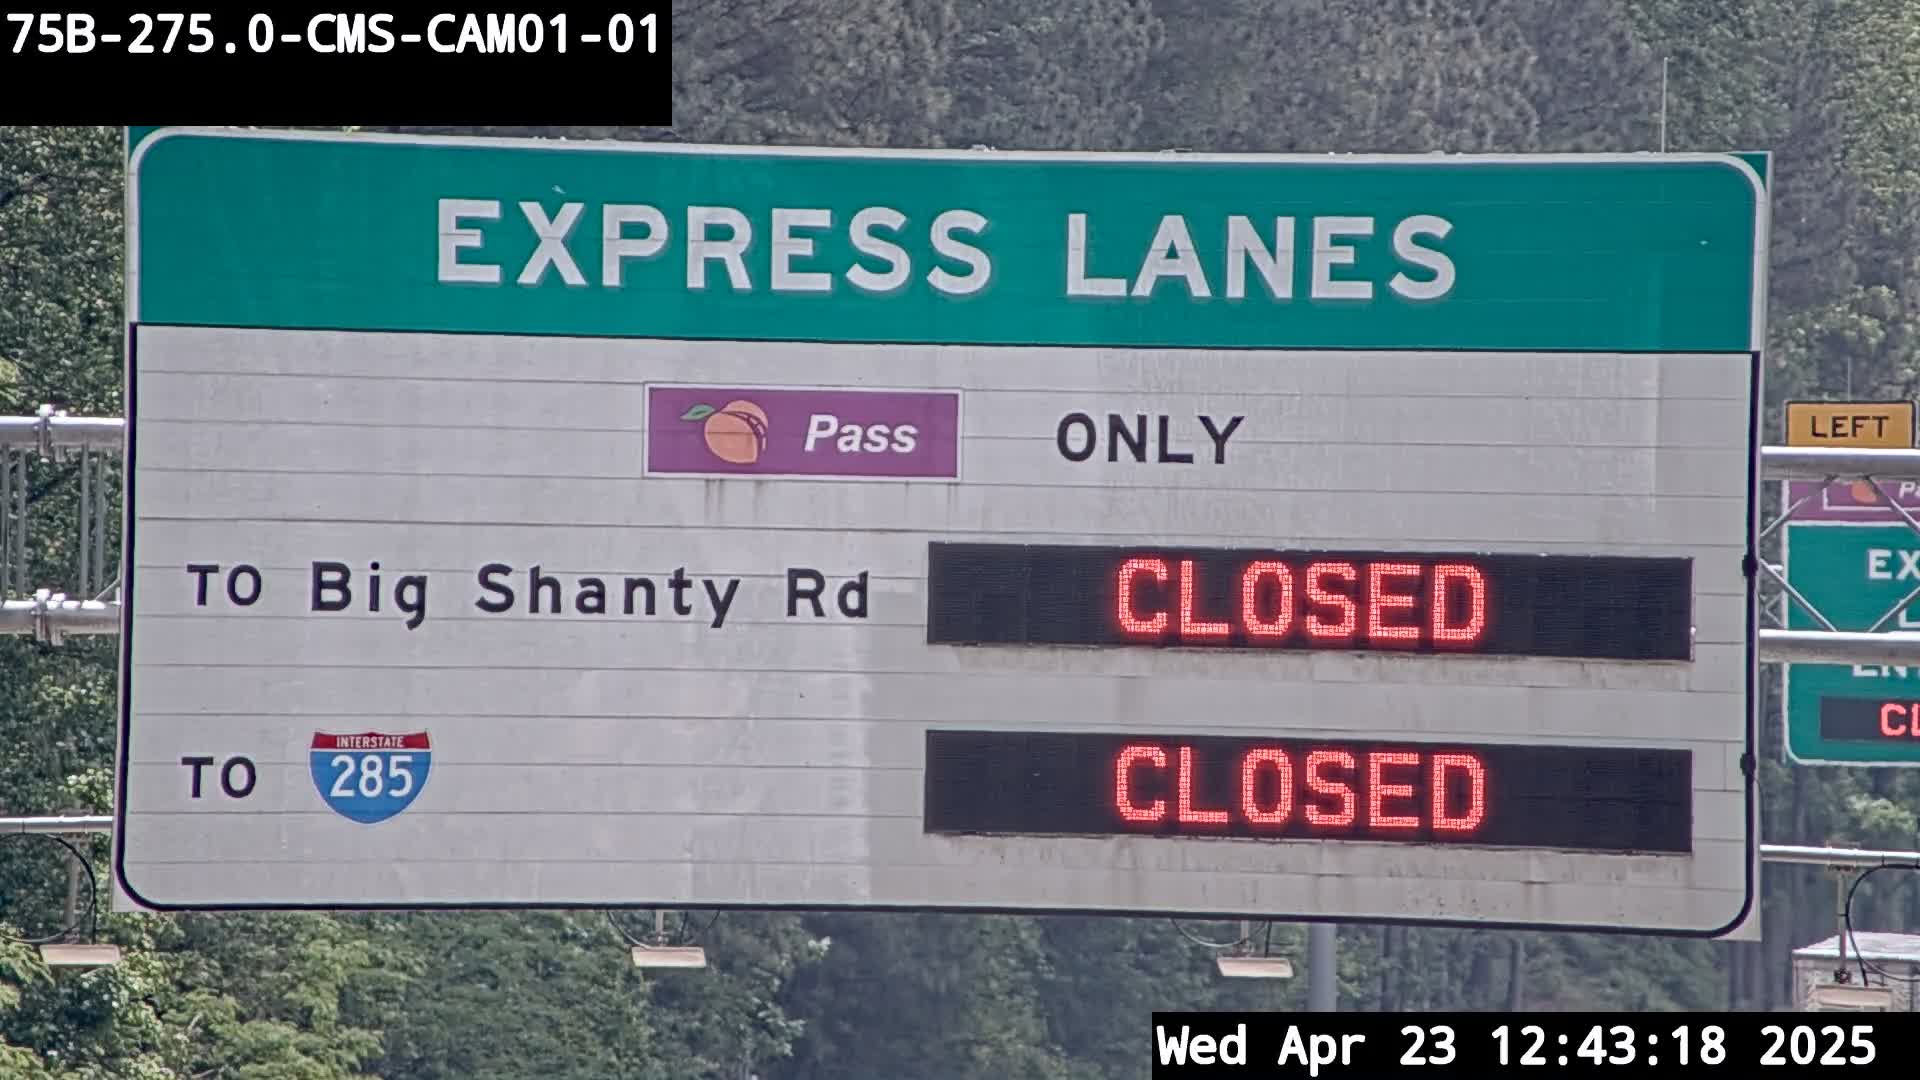 75B-275.0-CMS-CAM01-01
EXPRESS LANES
Pass ONLY
TO Big Shanty Rd CLOSED
TO INTERSTATE 285 CLOSED
LEFT
EX
Wed Apr 23 12:43:18 2025